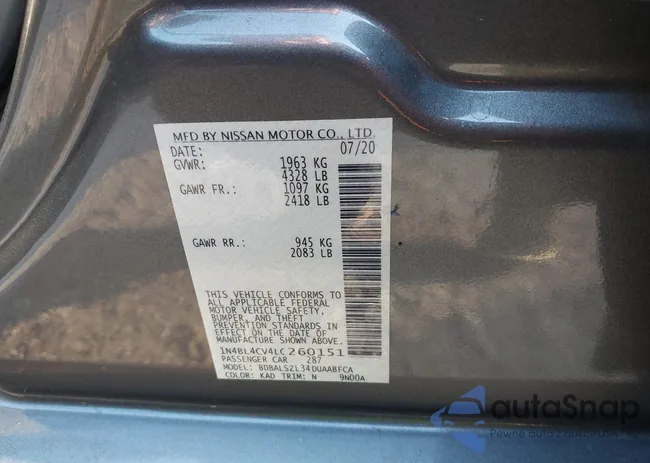 MFD BY NISSAN MOTOR CO., LTD.
DATE: 07/20
GVWR: 1963 KG
4328 LB
GAWR FR.: 1097 KG
2418 LB
GAWR RR.: 945 KG
2083 LB
THIS VEHICLE CONFORMS TO
ALL APPLICABLE FEDERAL
MOTOR VEHICLE SAFETY,
BUMPER, AND THEFT
PREVENTION STANDARDS IN
EFFECT ON THE DATE OF
MANUFACTURE SHOWN ABOVE.
1N4BL4CV4LC260151
PASSENGER CAR 287
MODEL: BDBALSZL34DUAABFCA
COLOR: KAD TRIM: N 9N00A
autoSnap
Pewne auta z aukcji